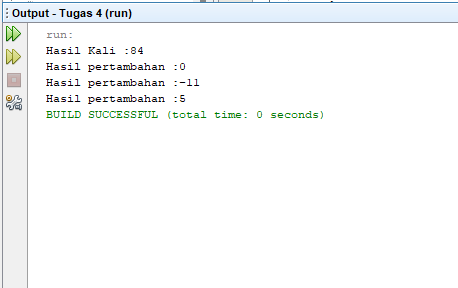 Output - Tugas 4 (run)
run:
Hasil Kali :84
Hasil pertambahan :0
Hasil pertambahan :-11
Hasil pertambahan :5
BUILD SUCCESSFUL (total time: 0 seconds)